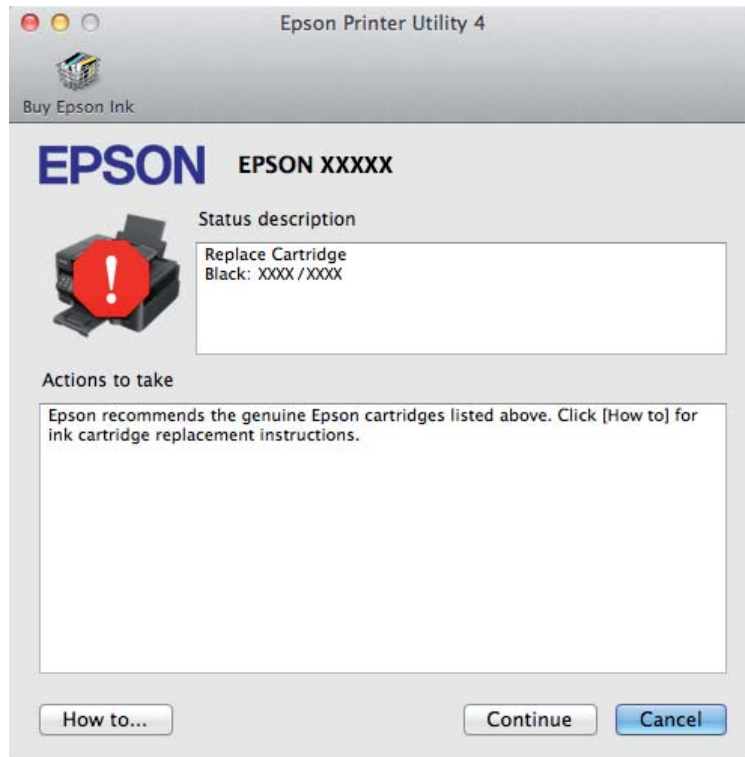 Epson Printer Utility 4
Buy Epson Ink
EPSON EPSON XXXXX
Status description
Replace Cartridge
Black: XXXX / XXXX
Actions to take
Epson recommends the genuine Epson cartridges listed above. Click [How to] for
ink cartridge replacement instructions.
How to... Continue Cancel